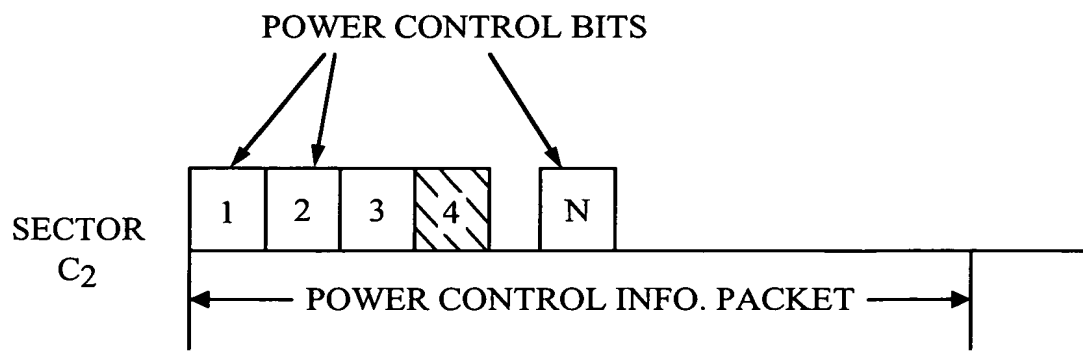 POWER CONTROL BITS
1 2 3 4 N
SECTOR
C2
POWER CONTROL INFO. PACKET